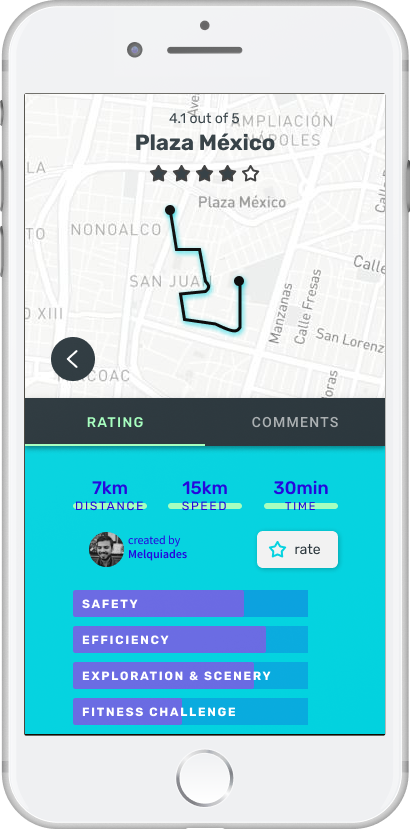 4.1 out of 5
AMPLIACIÓN
NÁPOLES
Plaza México
LA
Plaza México
TO
NONOALCO
Calle
SAN JUAN
Manzanas
Calle Fresas
O XIII
San Lorenz
COAC
oras
RATING
COMMENTS
7km
15km
30min
DISTANCE
SPEED
TIME
created by
Melquiades
rate
SAFETY
EFFICIENCY
EXPLORATION & SCENERY
FITNESS CHALLENGE